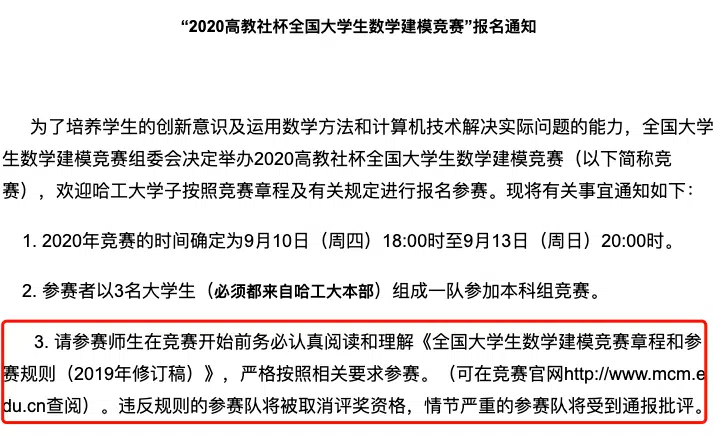 “2020高教社杯全国大学生数学建模竞赛”报名通知
为了培养学生的创新意识及运用数学方法和计算机技术解决实际问题的能力，全国大学
生数学建模竞赛组委会决定举办2020高教社杯全国大学生数学建模竞赛（以下简称竞
赛），欢迎哈工大学子按照竞赛章程及有关规定进行报名参赛。现将有关事宜通知如下：
1. 2020年竞赛的时间确定为9月10日（周四）18:00时至9月13日（周日）20:00时。
2. 参赛者以3名大学生（必须都来自哈工大本部）组成一队参加本科组竞赛。
3. 请参赛师生在竞赛开始前务必认真阅读和理解《全国大学生数学建模竞赛章程和参
赛规则（2019年修订稿）》，严格按照相关要求参赛。（可在竞赛官网http://www.mcm.e
du.cn查阅）。违反规则的参赛队将被取消评奖资格，情节严重的参赛队将受到通报批评。